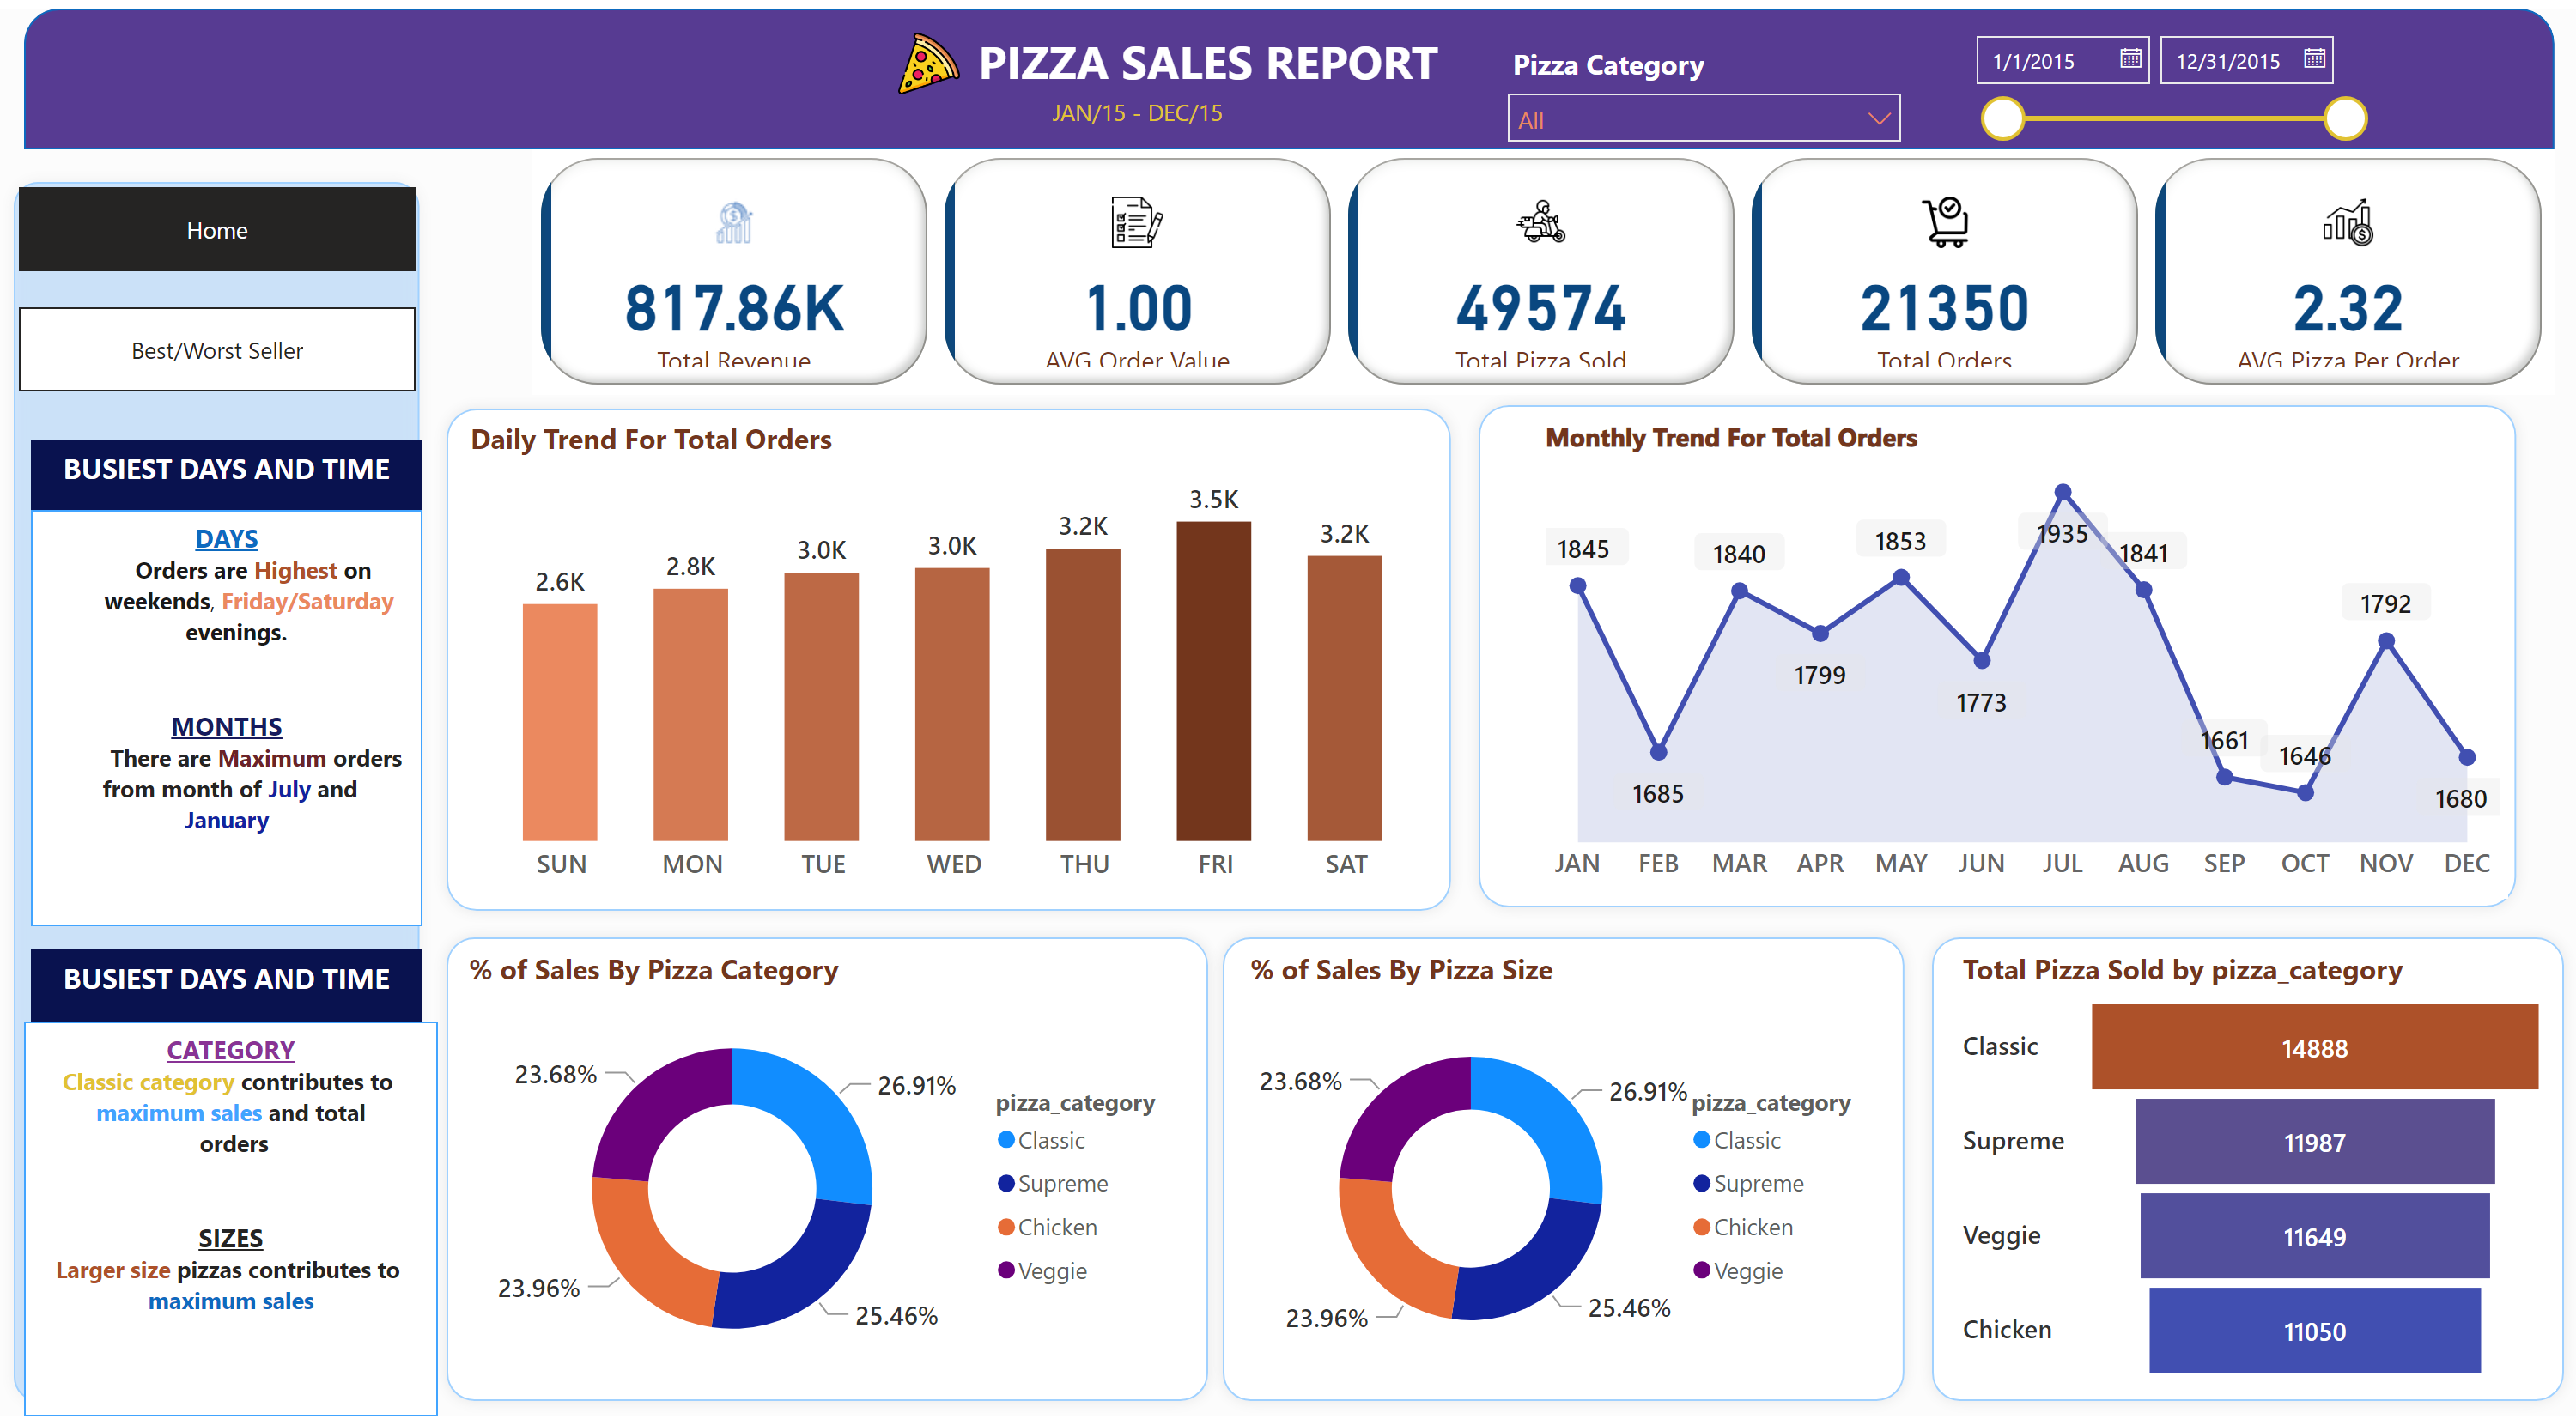 PIZZA SALES REPORT
JAN/15 - DEC/15
Pizza Category
All
1/1/2015
12/31/2015
Home
Best/Worst Seller
817.86K
Total Revenue
1.00
AVG Order Value
49574
Total Pizza Sold
21350
Total Orders
2.32
AVG Pizza Per Order
BUSIEST DAYS AND TIME
DAYS
Orders are Highest on
weekends, Friday/Saturday
evenings.
MONTHS
There are Maximum orders
from month of July and
January
BUSIEST DAYS AND TIME
CATEGORY
Classic category contributes to
maximum sales and total
orders
SIZES
Larger size pizzas contributes to
maximum sales
Daily Trend For Total Orders
2.6K
2.8K
3.0K
3.0K
3.2K
3.5K
3.2K
SUN MON TUE WED THU FRI SAT
Monthly Trend For Total Orders
1845
1685
1840
1799
1853
1773
1935
1841
1661
1646
1792
1680
JAN FEB MAR APR MAY JUN JUL AUG SEP OCT NOV DEC
% of Sales By Pizza Category
23.68%
26.91%
23.96%
25.46%
pizza_category
Classic
Supreme
Chicken
Veggie
% of Sales By Pizza Size
23.68%
26.91%
23.96%
25.46%
pizza_category
Classic
Supreme
Chicken
Veggie
Total Pizza Sold by pizza_category
Classic 14888
Supreme 11987
Veggie 11649
Chicken 11050